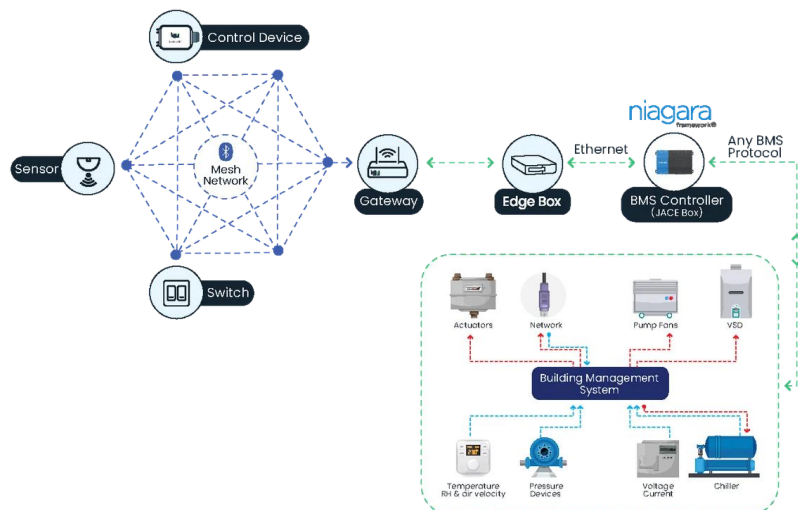 Control Device
niagara
framework®
Sensor
Mesh
Network
Ethernet
Any BMS
Protocol
Gateway
Edge Box
BMS Controller
(JACE Box)
Switch
Actuators
Network
Pump Fans
VSD
Building Management
System
Temperature
RH & air velocity
Pressure
Devices
Voltage
Current
Chiller